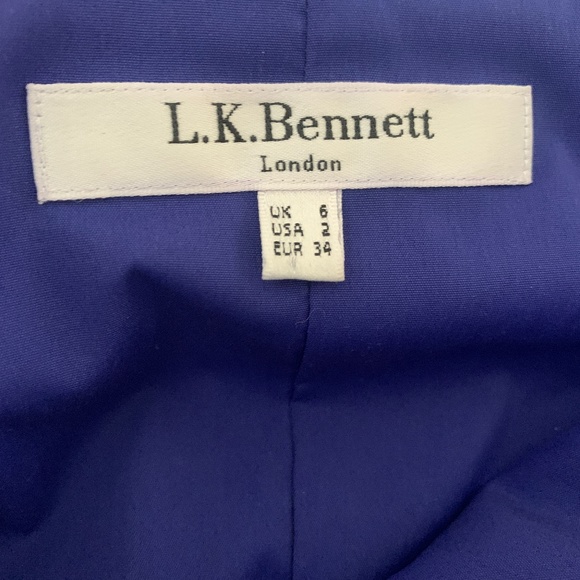 L.K.Bennett
London
UK 6
USA 2
EUR 34